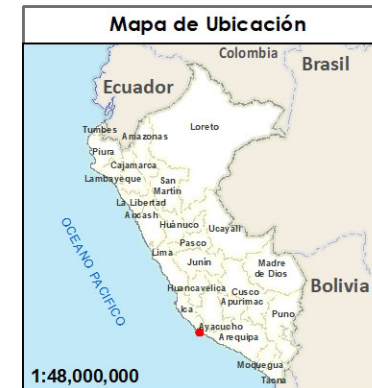 Mapa de Ubicación
Colombia
Brasil
Ecuador
Loreto
Tumbes
Amazonas
Piura
Cajamarca
Lambayeque
San
Martin
La Libertad
Ancash
Huánuco
Ucayali
OCEANO PACIFICO
Pasco
Lima
Junin
Madre
de Dios
Huancavelica
Cusco
Bolivia
Apurimac
Ica
Puno
Ayacucho
Arequipa
Moquegua
1:48,000,000
Tacna